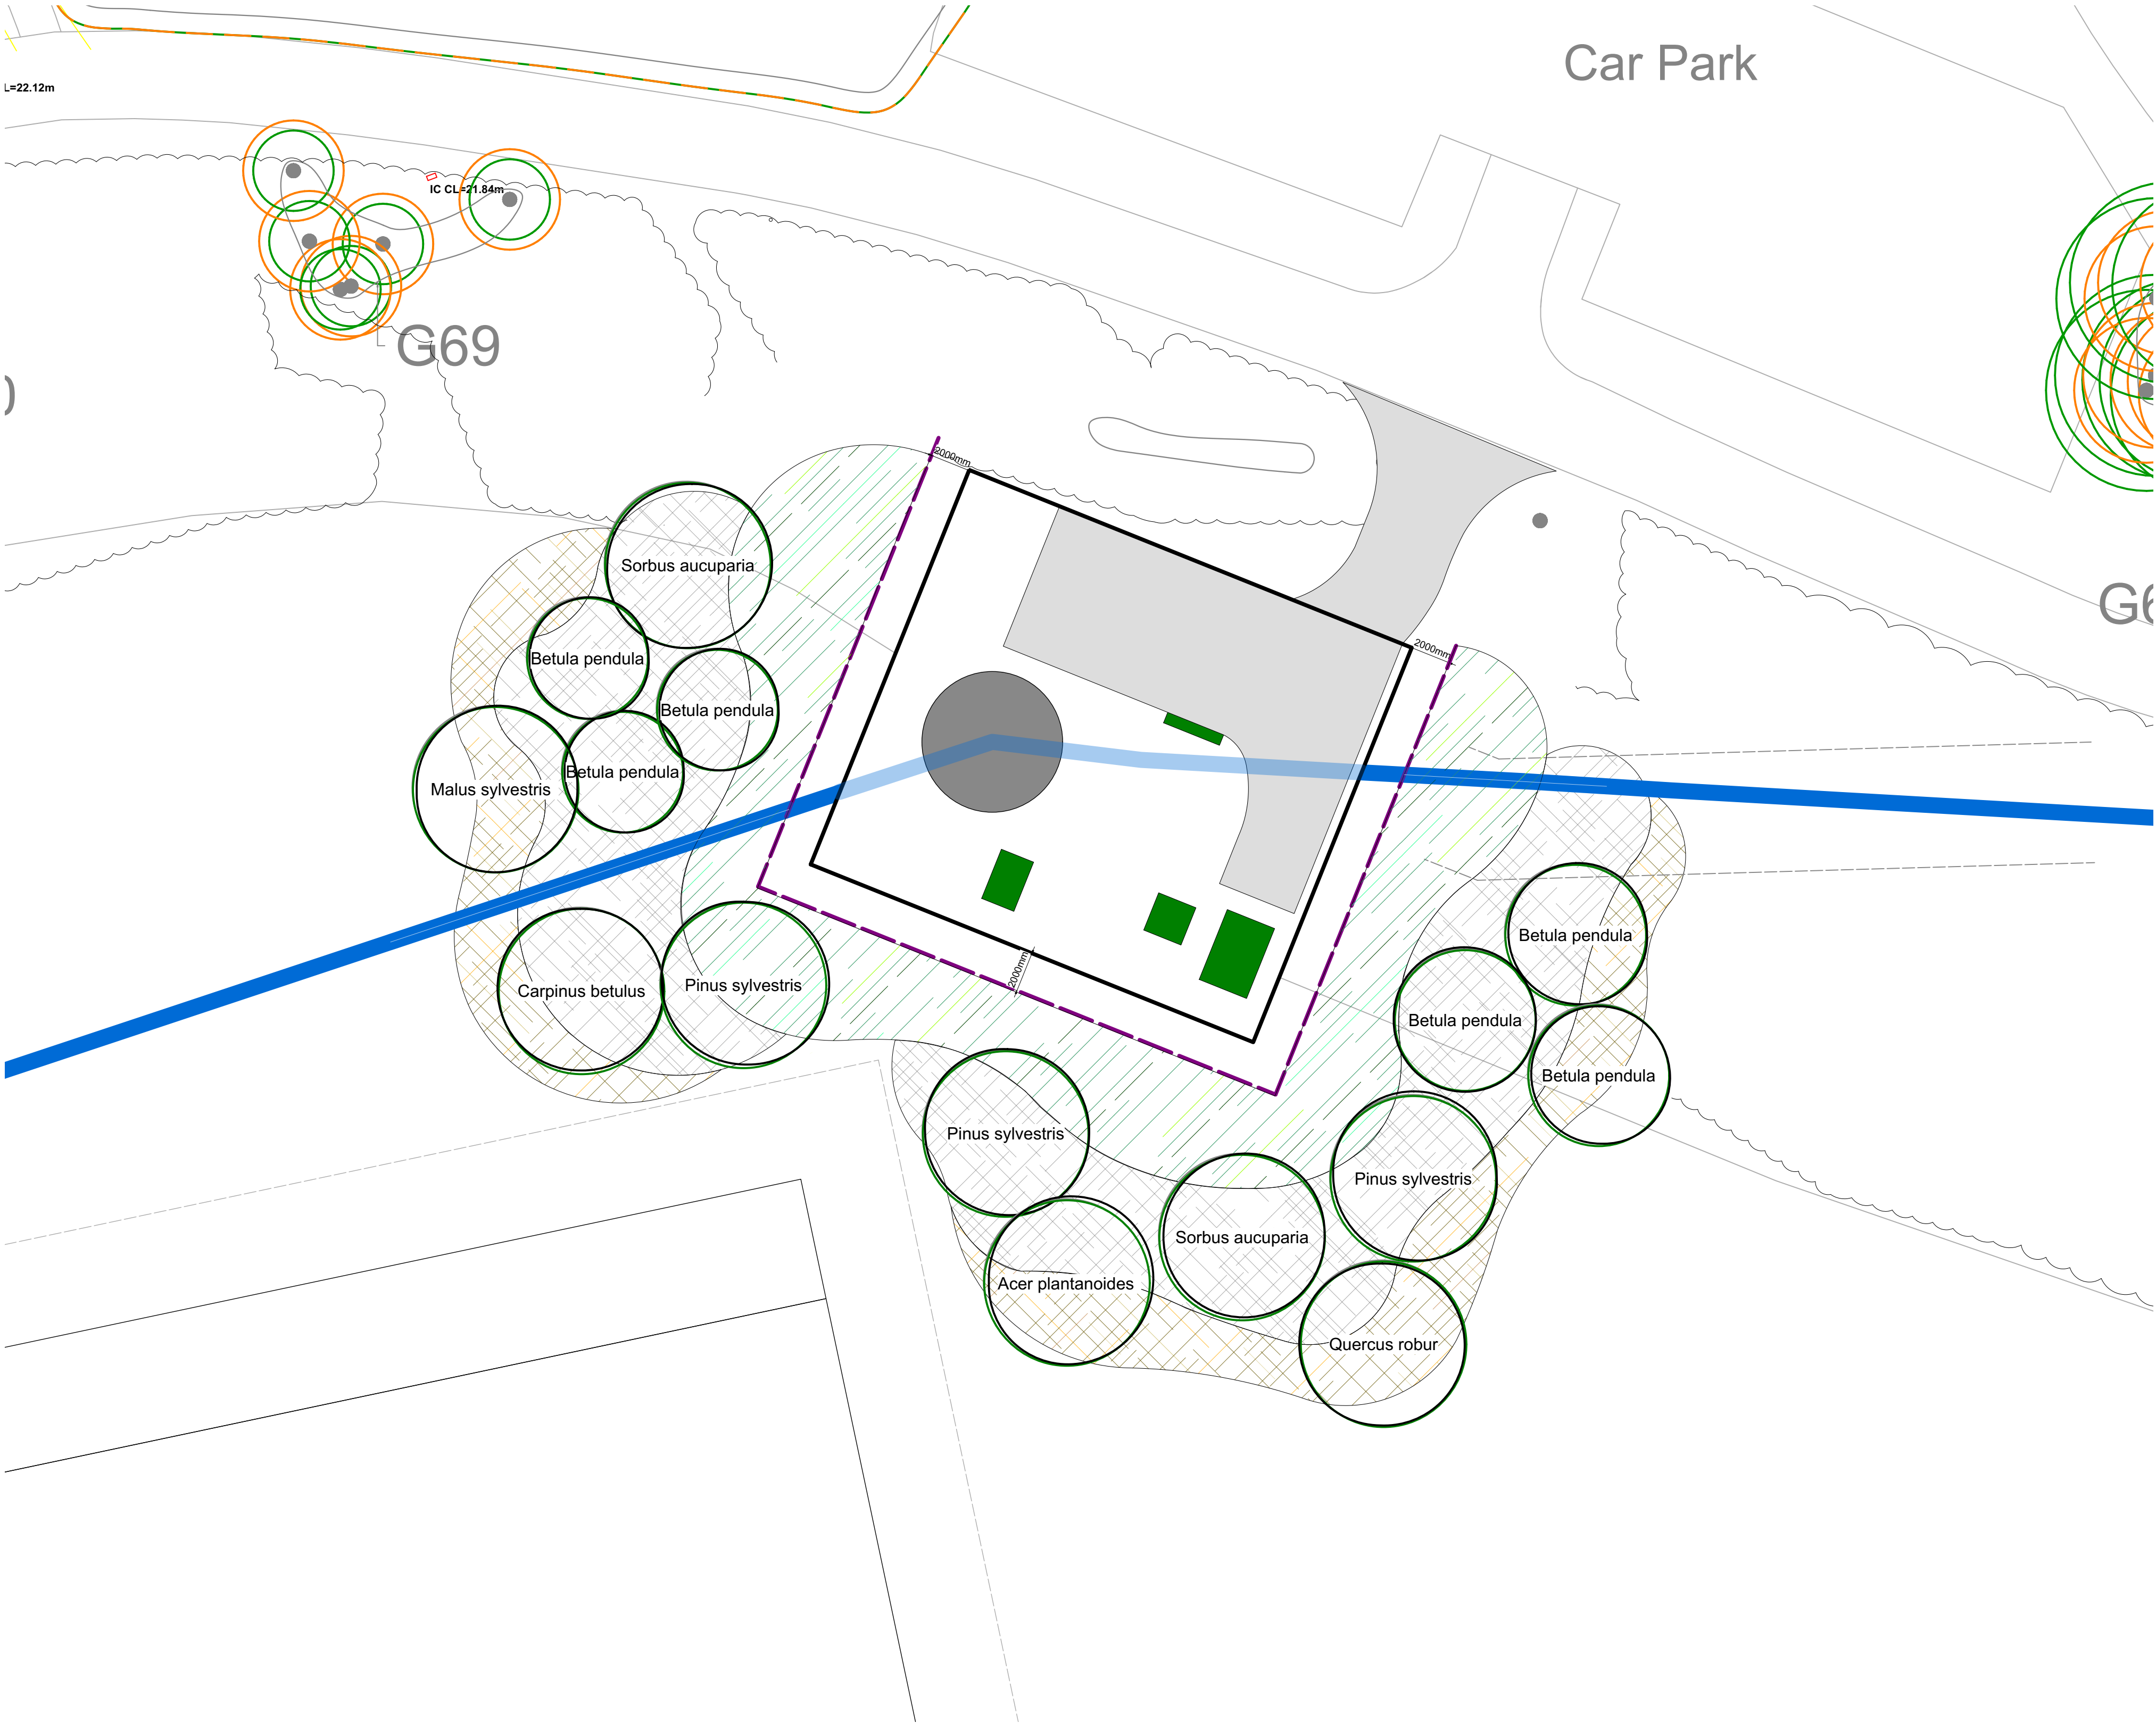 Car Park
L=22.12m
IC CL=21.84m
G69
2000mm
Sorbus aucuparia
G6
2000mm
Betula pendula
Betula pendula
Betula pendula
Malus sylvestris
Betula pendula
Pinus sylvestris
Carpinus betulus
2000mm
Betula pendula
Betula pendula
Pinus sylvestris
Pinus sylvestris
Sorbus aucuparia
Acer plantanoides
Quercus robur